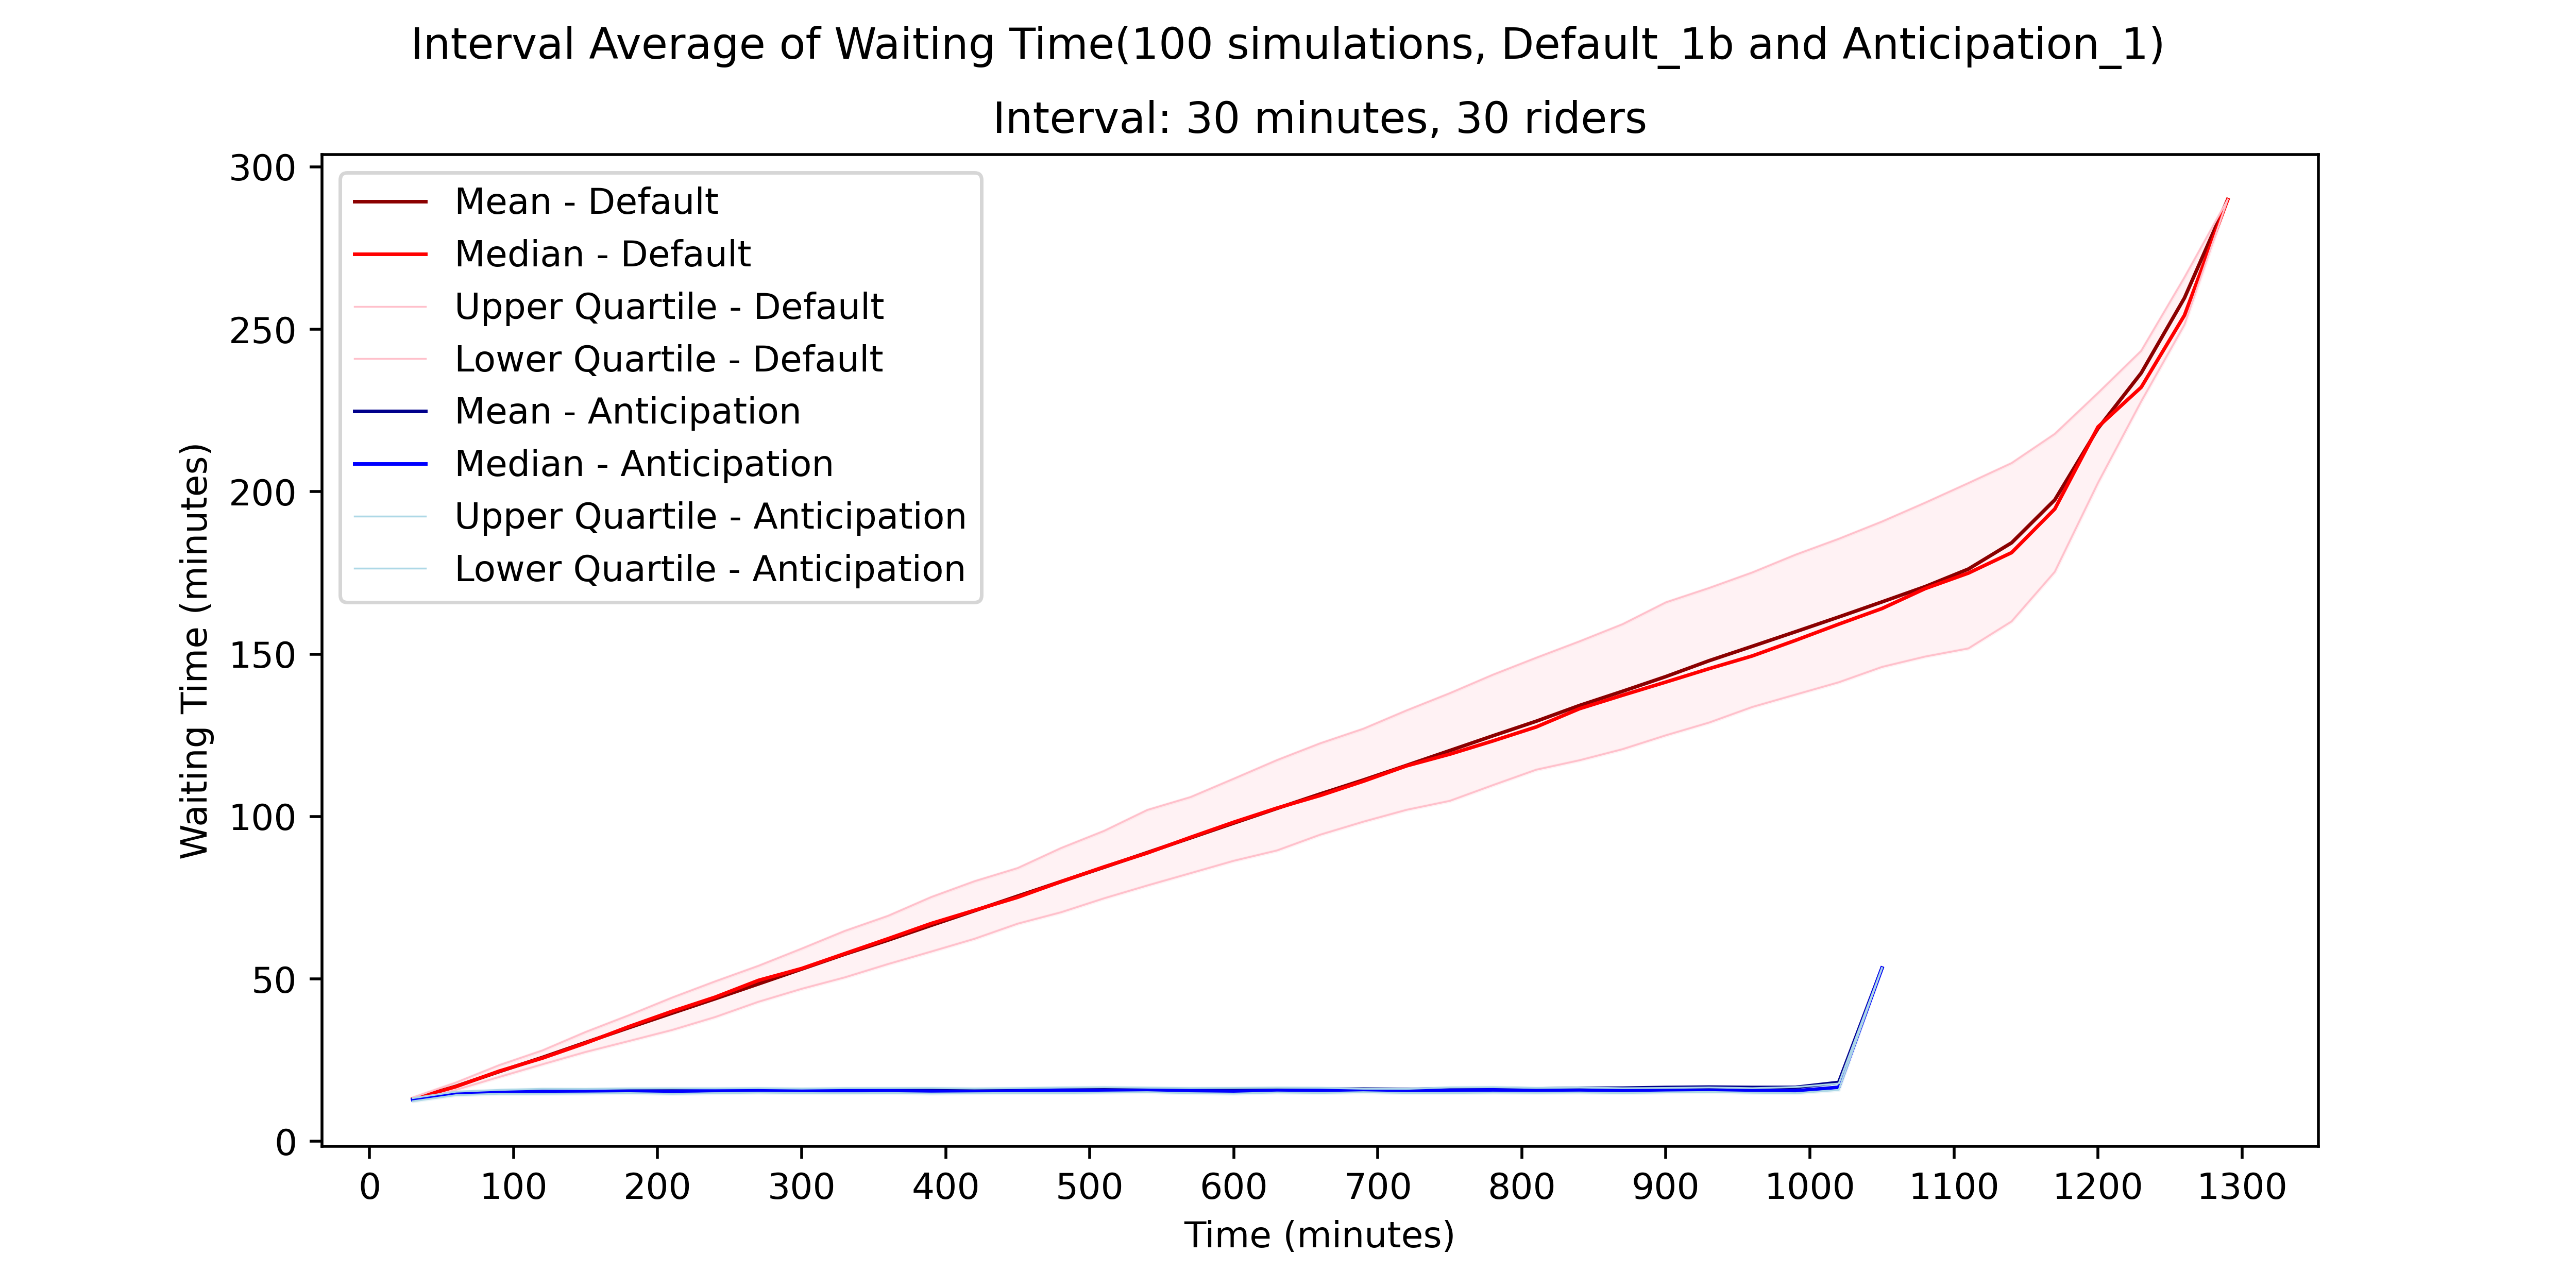 Interval Average of Waiting Time(100 simulations, Default_1b and Anticipation_1)
Interval: 30 minutes, 30 riders
300
250
200
150
100
50
0
Waiting Time (minutes)
Mean - Default
Median - Default
Upper Quartile - Default
Lower Quartile - Default
Mean - Anticipation
Median - Anticipation
Upper Quartile - Anticipation
Lower Quartile - Anticipation
0 100 200 300 400 500 600 700 800 900 1000 1100 1200 1300
Time (minutes)